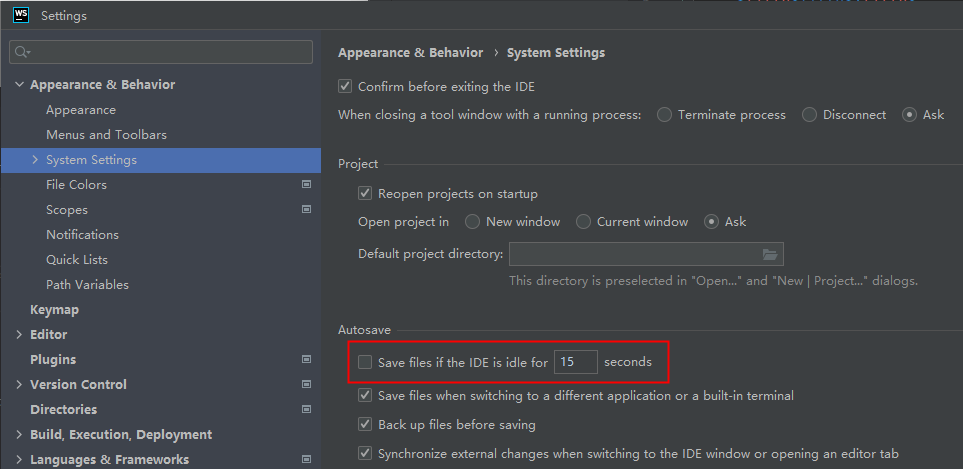 WS
Settings
Appearance & Behavior
Appearance
Menus and Toolbars
System Settings
File Colors
Scopes
Notifications
Quick Lists
Path Variables
Keymap
Editor
Plugins
Version Control
Directories
Build, Execution, Deployment
Languages & Frameworks
Appearance & Behavior › System Settings
Confirm before exiting the IDE
When closing a tool window with a running process: Terminate process Disconnect Ask
Project
Reopen projects on startup
Open project in New window Current window Ask
Default project directory:
This directory is preselected in "Open..." and "New | Project..." dialogs.
Autosave
Save files if the IDE is idle for 15 seconds
Save files when switching to a different application or a built-in terminal
Back up files before saving
Synchronize external changes when switching to the IDE window or opening an editor tab